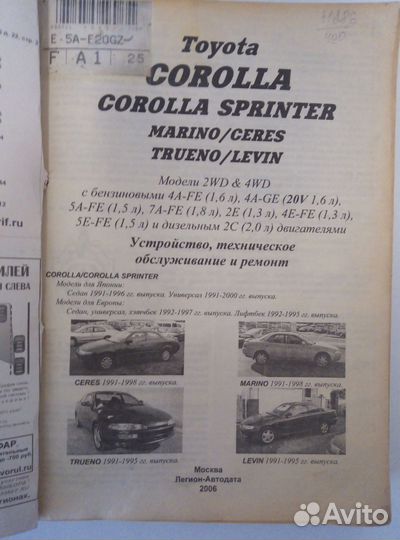 E-5A-E20GZ
F A1 25
Toyota
COROLLA
COROLLA SPRINTER
MARINO/CERES
TRUENO/LEVIN
Модели 2WD & 4WD
с бензиновыми 4A-FE (1,6 л), 4A-GE (20V 1,6 л),
5A-FE (1,5 л), 7A-FE (1,8 л), 2E (1,3 л), 4E-FE (1,3 л),
5E-FE (1,5 л) и дизельным 2C (2,0 л) двигателями
Устройство, техническое
обслуживание и ремонт
COROLLA/COROLLA SPRINTER
Модели для Японии:
Седан 1991-1996 гг. выпуска. Универсал 1991-2000 гг. выпуска.
Модели для Европы:
Седан, универсал, хэтчбек 1992-1997 гг. выпуска. Лифтбек 1992-1995 гг. выпуска.
CERES 1991-1998 гг. выпуска.
MARINO 1991-1998 гг. выпуска.
TRUENO 1991-1995 гг. выпуска.
LEVIN 1991-1995 гг. выпуска.
Москва
Легион-Автодата
2006
Avito